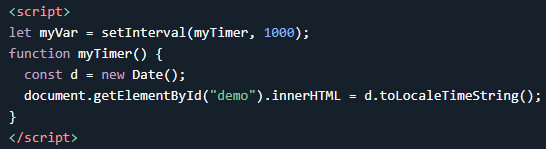 <script>
let myVar = setInterval(myTimer, 1000);
function myTimer() {
  const d = new Date();
  document.getElementById("demo").innerHTML = d.toLocaleTimeString();
}
</script>